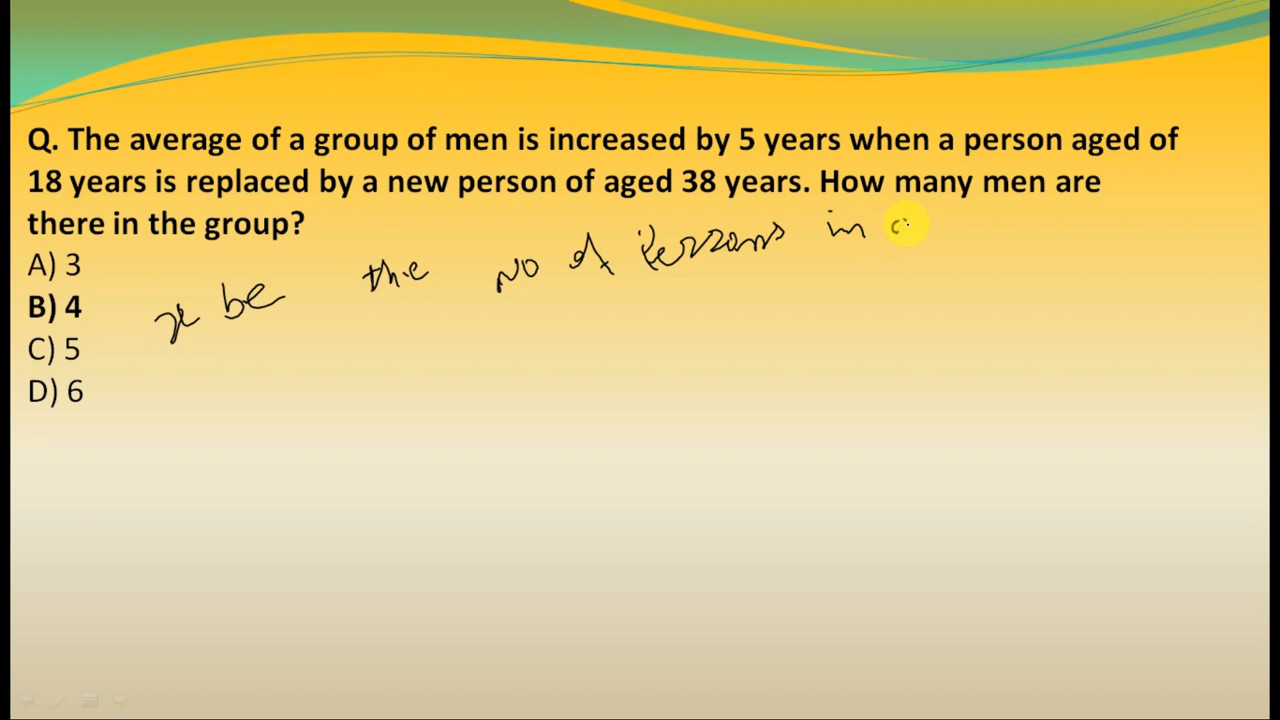 Q. The average of a group of men is increased by 5 years when a person aged of
18 years is replaced by a new person of aged 38 years. How many men are
there in the group?
A) 3
B) 4
C) 5
D) 6
x be the No of Persons in